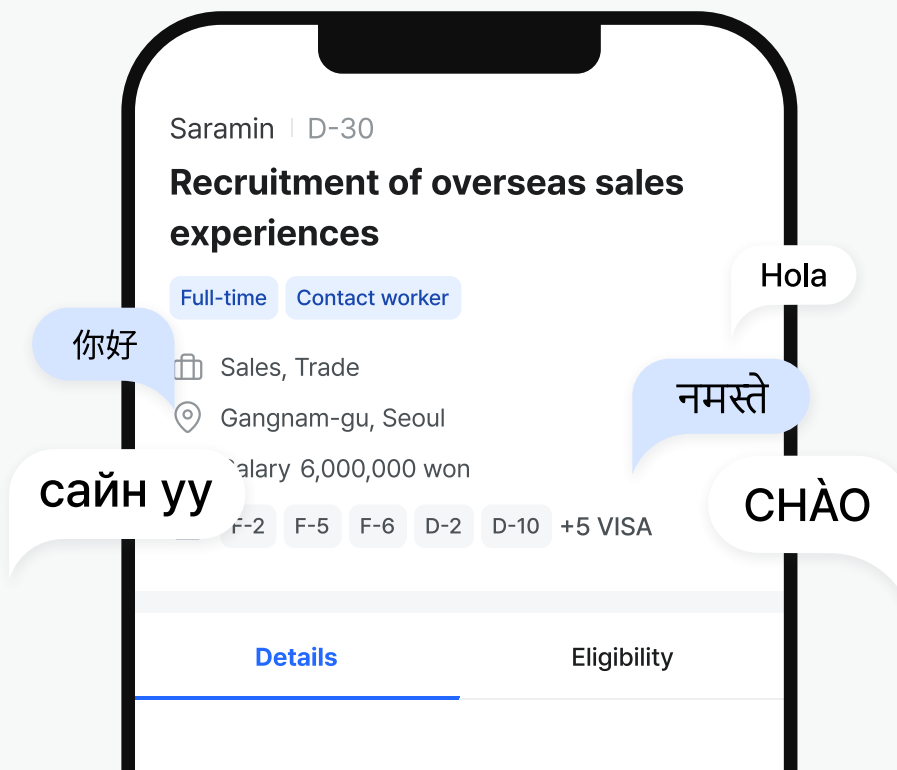 Saramin | D-30
Recruitment of overseas sales
experiences
Full-time Contact worker
Hola
你好
Sales, Trade
नमस्ते
Gangnam-gu, Seoul
alary 6,000,000 won
сайн уу
CHÀO
F-2 F-5 F-6 D-2 D-10 +5 VISA
Details Eligibility